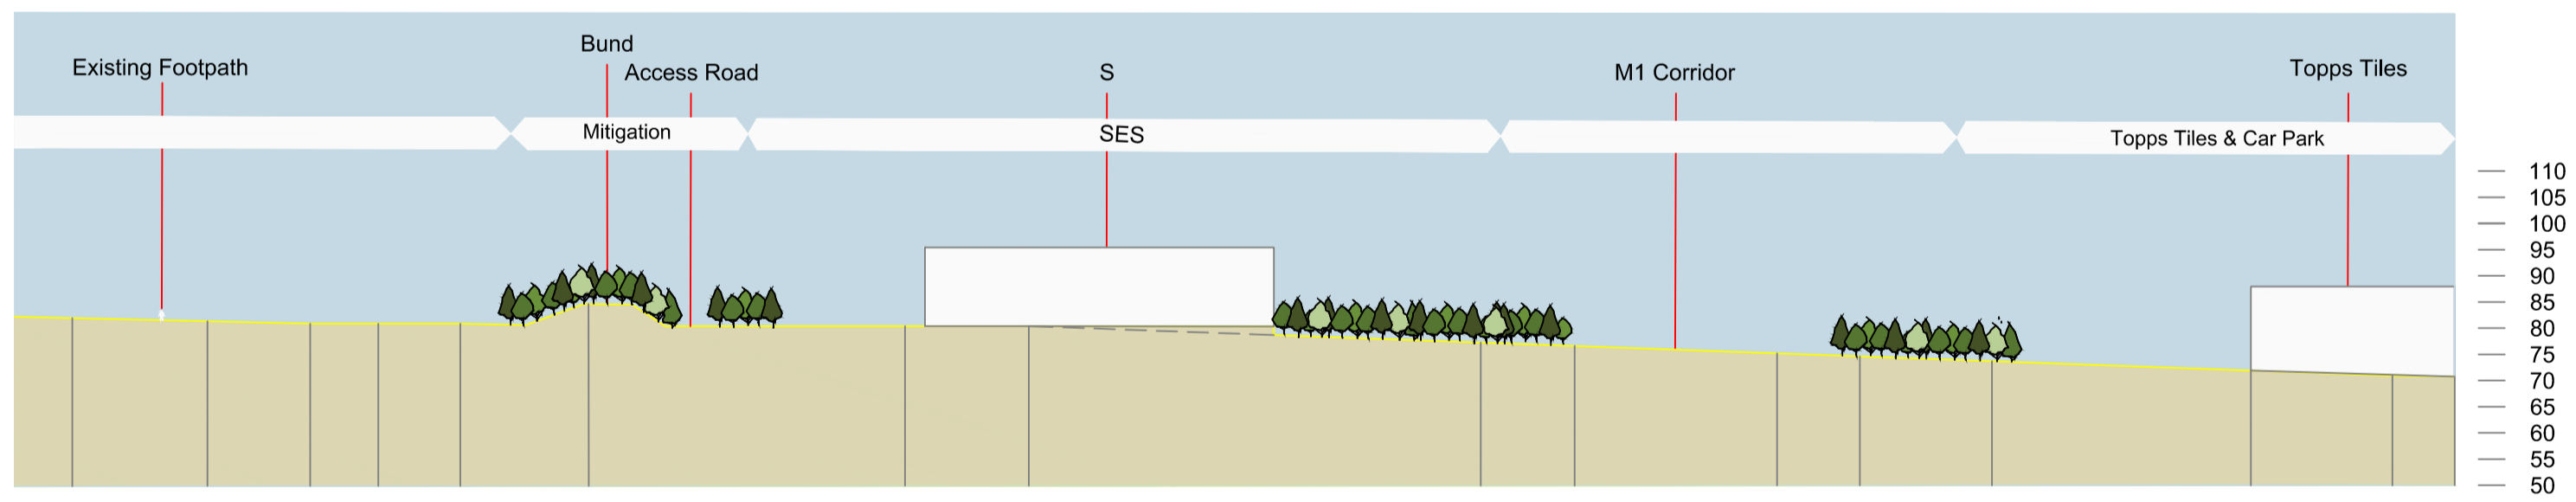 Bund
Existing Footpath
Access Road
S
M1 Corridor
Topps Tiles
Mitigation
SES
Topps Tiles & Car Park
110
105
100
95
90
85
80
75
70
65
60
55
50